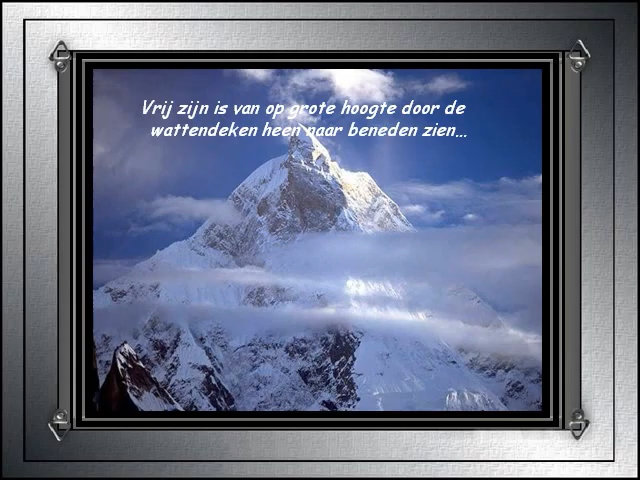 Vrij zijn is van op grote hoogte door de
wattendeken heen naar beneden zien...